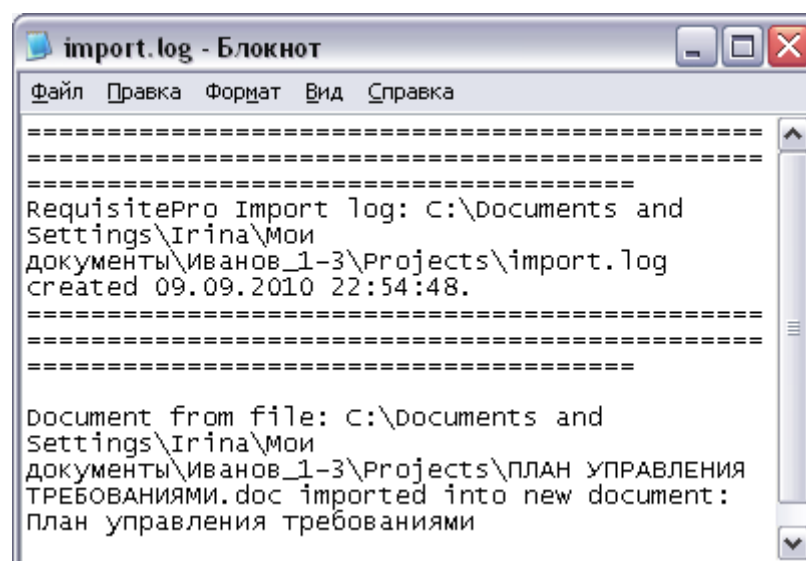 import.log - Блокнот
Файл Правка Формат Вид Справка
==============================================
==============================================
======================================
RequisitePro Import log: C:\Documents and
Settings\Irina\Мои
документы\Иванов_1-3\Projects\import.log
created 09.09.2010 22:54:48.
==============================================
==============================================
======================================
Document from file: C:\Documents and
Settings\Irina\Мои
документы\Иванов_1-3\Projects\ПЛАН УПРАВЛЕНИЯ
ТРЕБОВАНИЯМИ.doc imported into new document:
План управления требованиями